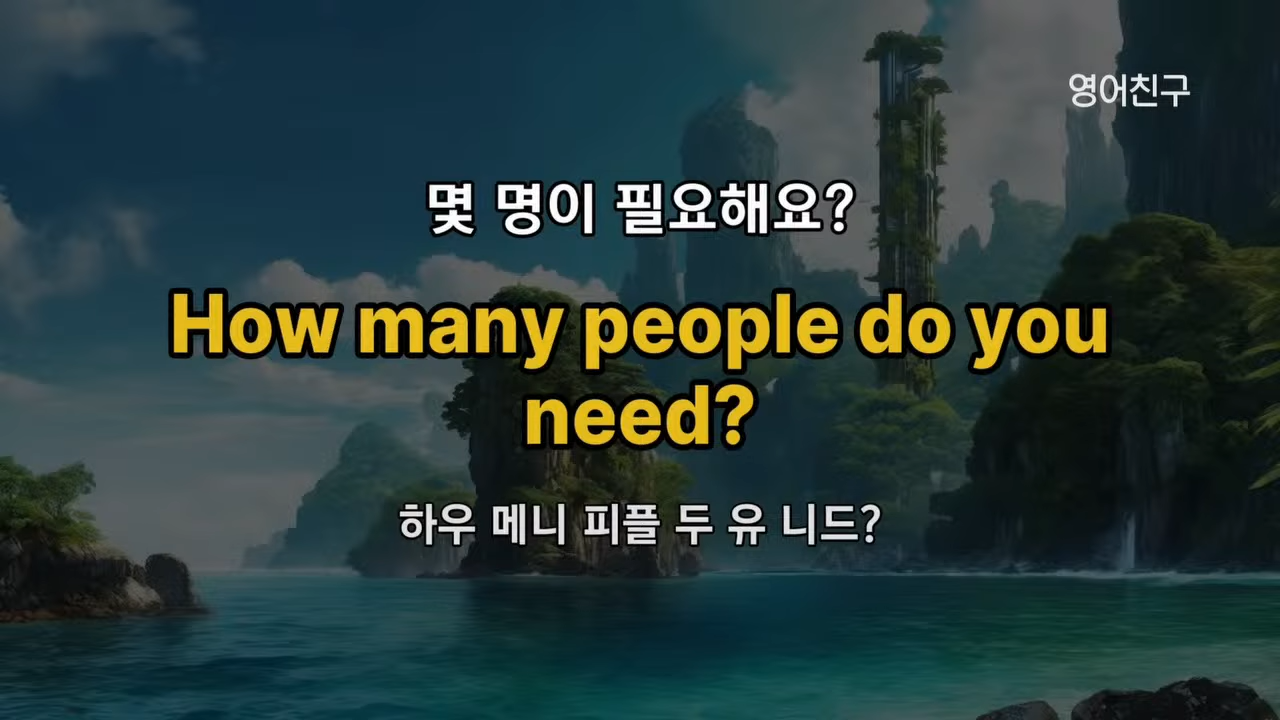 영어친구
몇 명이 필요해요?
How many people do you
need?
하우 메니 피플 두 유 니드?